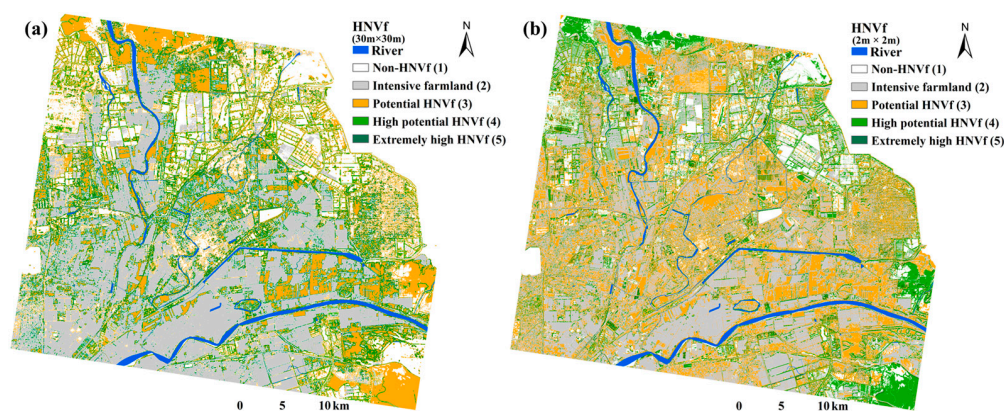 (a)
HNVf
(30m×30m)
River
Non-HNVf (1)
Intensive farmland (2)
Potential HNVf (3)
High potential HNVf (4)
Extremely high HNVf (5)
N
0 5 10 km
(b)
HNVf
(2m × 2m)
River
Non-HNVf (1)
Intensive farmland (2)
Potential HNVf (3)
High potential HNVf (4)
Extremely high HNVf (5)
N
0 5 10 km